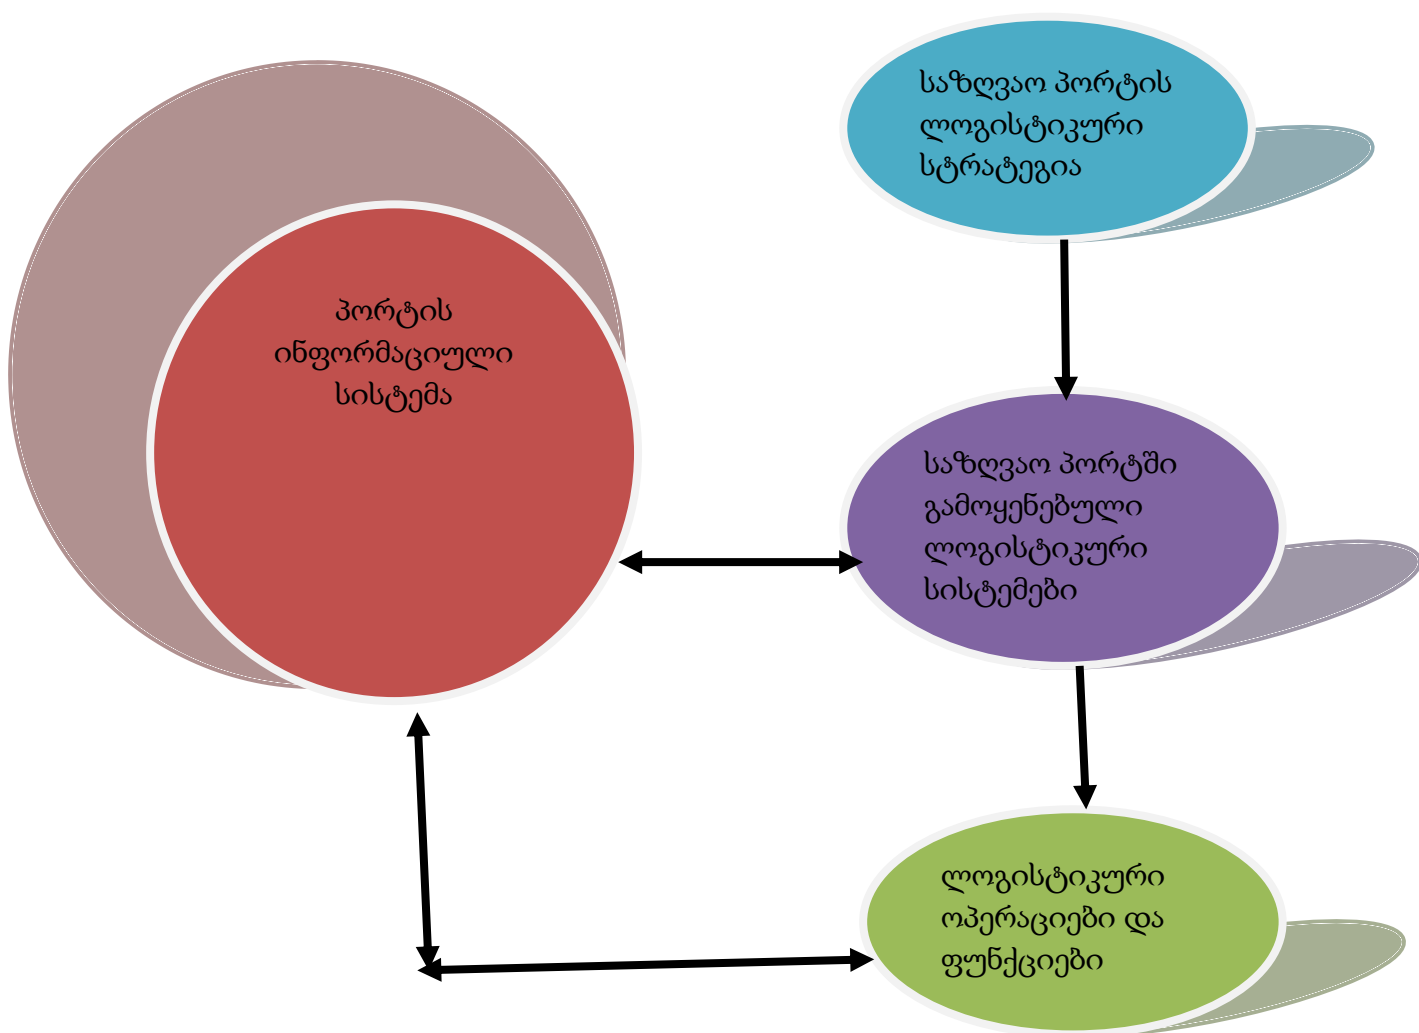 საზღვაო პორტის
ლოგისტიკური
სტრატეგია
პორტის
ინფორმაციული
სისტემა
საზღვაო პორტში
გამოყენებული
ლოგისტიკური
სისტემები
ლოგისტიკური
ოპერაციები და
ფუნქციები